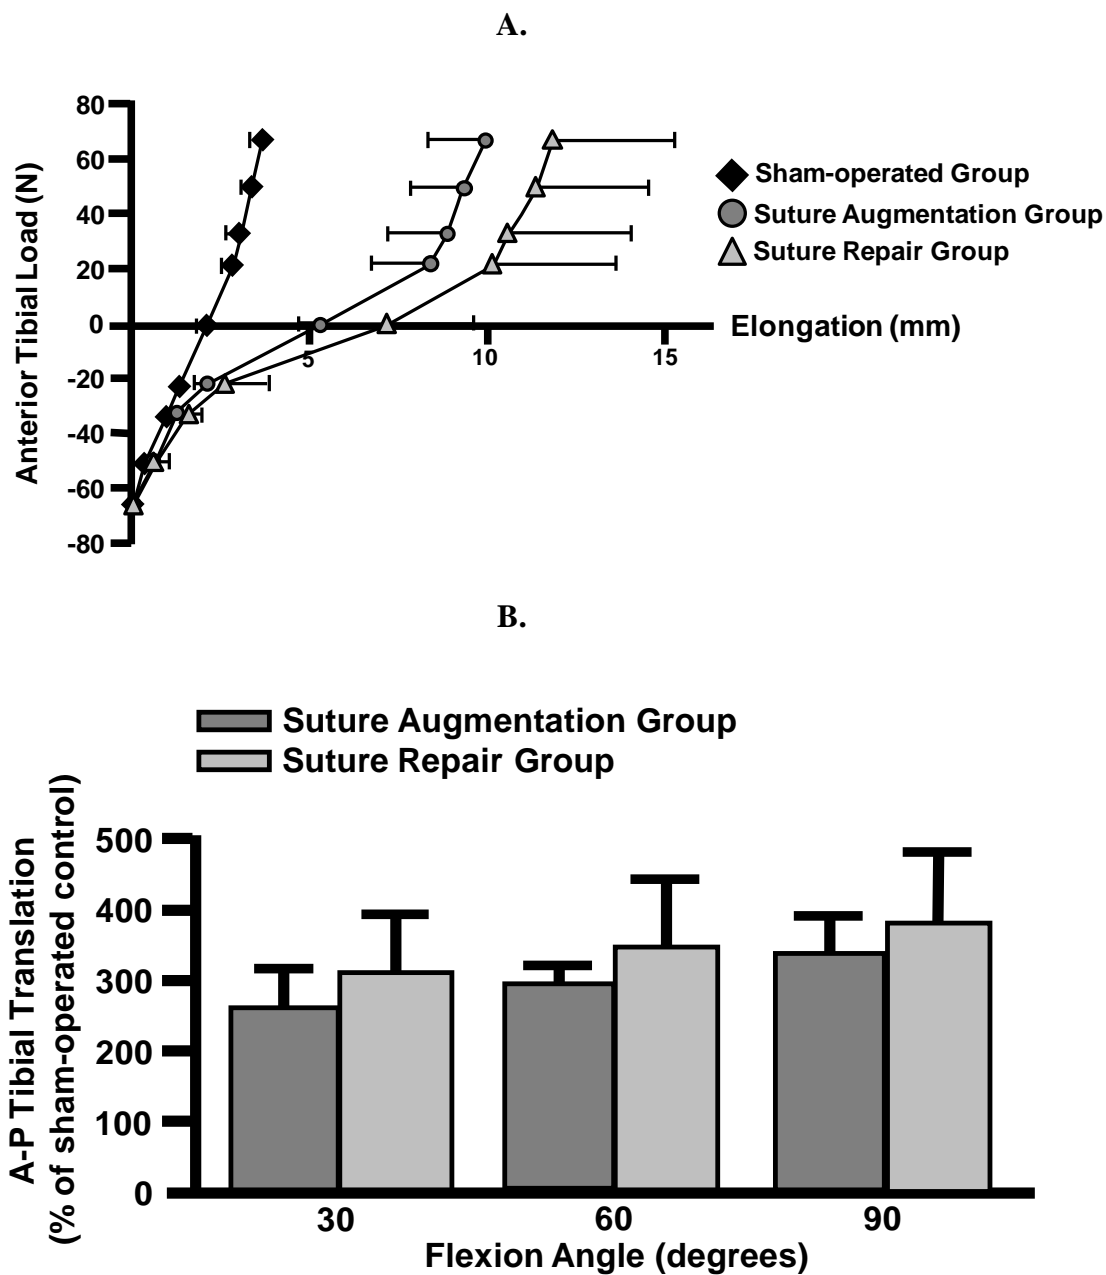 A.
Anterior Tibial Load (N)
80
60
40
20
0
-20
-40
-60
-80
5
10
15
Elongation (mm)
Sham-operated Group
Suture Augmentation Group
Suture Repair Group
B.
Suture Augmentation Group
Suture Repair Group
A-P Tibial Translation
(% of sham-operated control)
500
400
300
200
100
0
30
60
90
Flexion Angle (degrees)